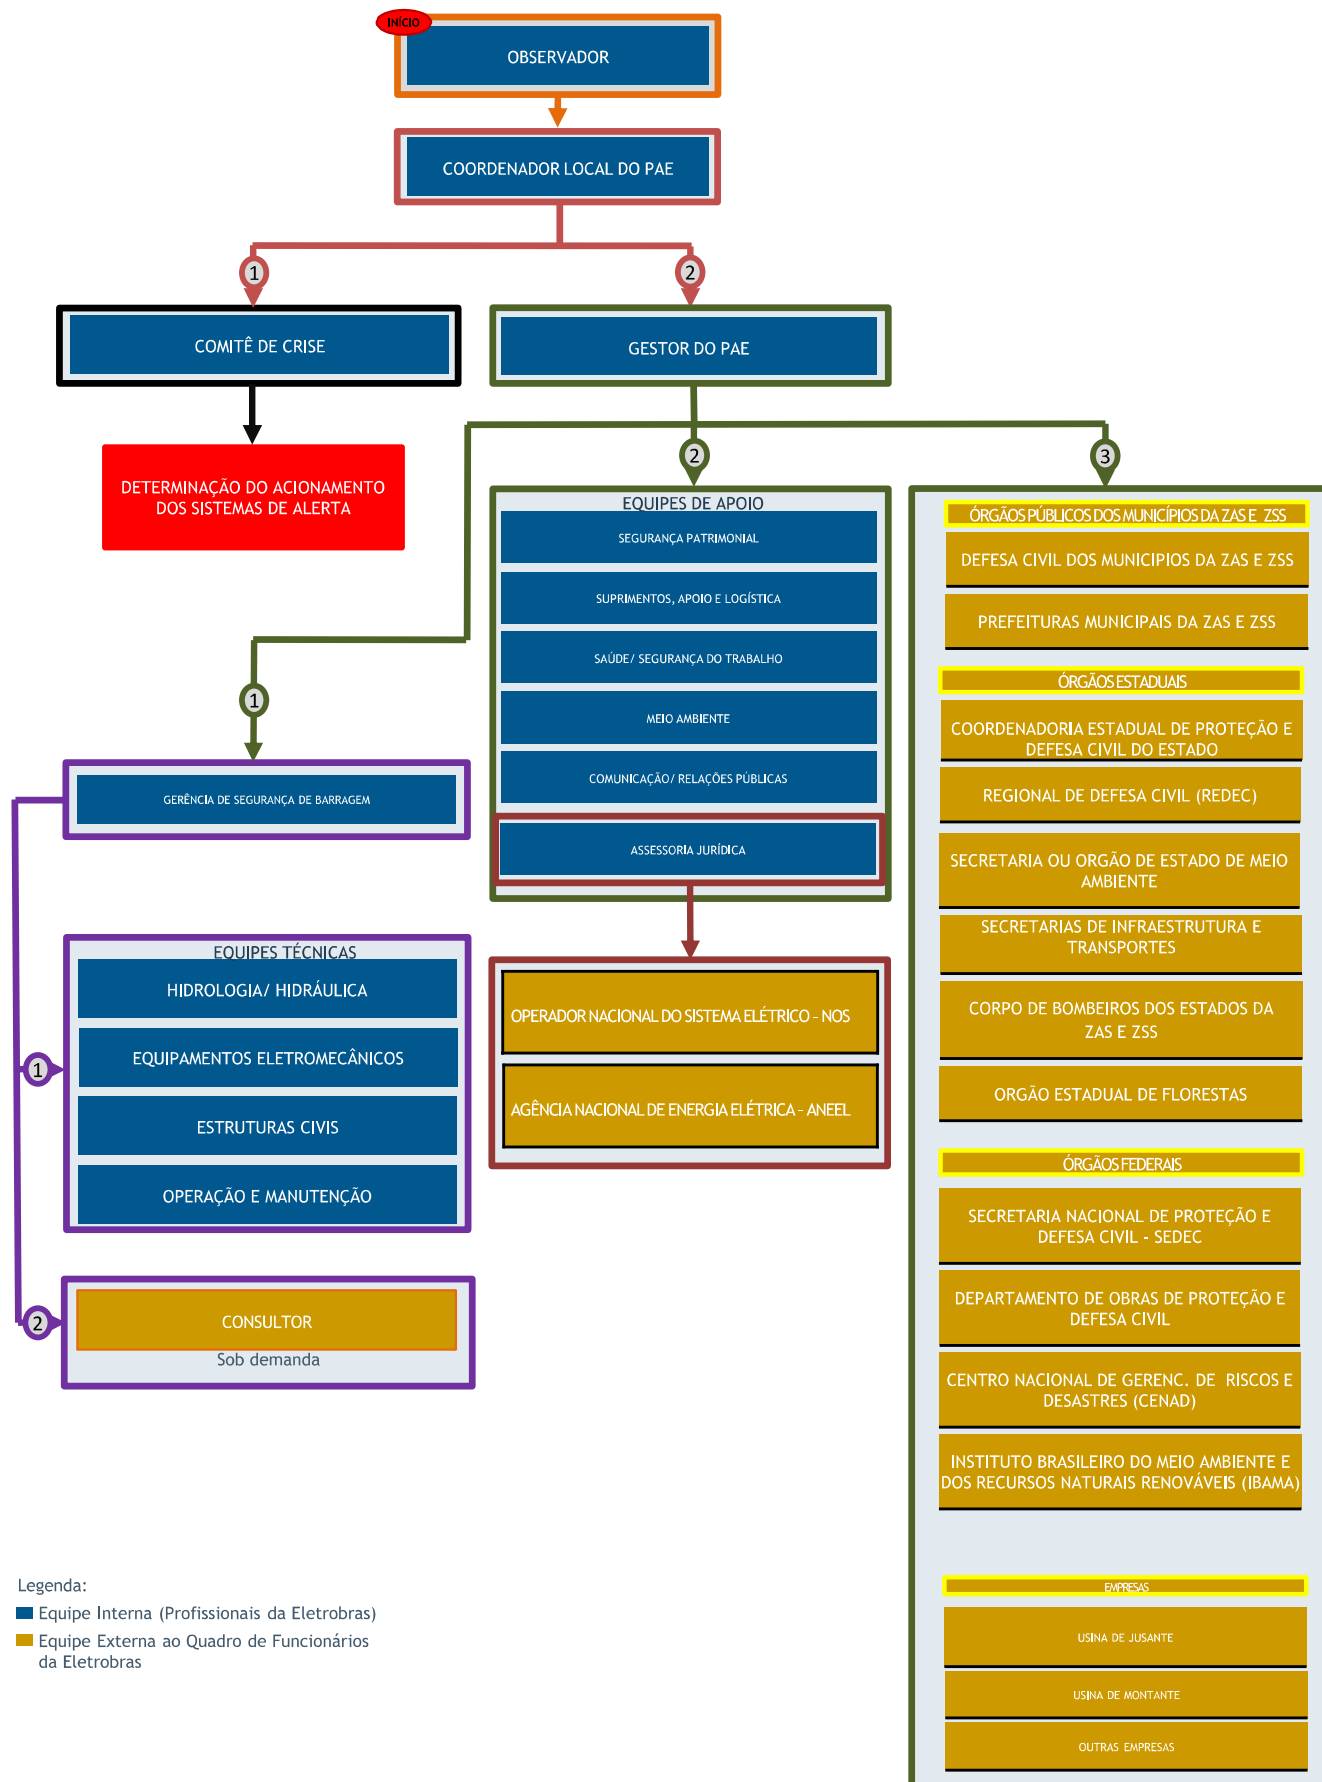 INÍCIO
OBSERVADOR
COORDENADOR LOCAL DO PAE
1
2
COMITÊ DE CRISE
GESTOR DO PAE
DETERMINAÇÃO DO ACIONAMENTO
DOS SISTEMAS DE ALERTA
2
3
EQUIPES DE APOIO
SEGURANÇA PATRIMONIAL
SUPRIMENTOS, APOIO E LOGÍSTICA
SAÚDE/ SEGURANÇA DO TRABALHO
MEIO AMBIENTE
COMUNICAÇÃO/ RELAÇÕES PÚBLICAS
ASSESSORIA JURÍDICA
OPERADOR NACIONAL DO SISTEMA ELÉTRICO – NOS
AGÊNCIA NACIONAL DE ENERGIA ELÉTRICA – ANEEL
1
GERÊNCIA DE SEGURANÇA DE BARRAGEM
EQUIPES TÉCNICAS
HIDROLOGIA/ HIDRÁULICA
EQUIPAMENTOS ELETROMECÂNICOS
1
ESTRUTURAS CIVIS
OPERAÇÃO E MANUTENÇÃO
2
CONSULTOR
Sob demanda
ÓRGÃOS PÚBLICOS DOS MUNICÍPIOS DA ZAS E ZSS
DEFESA CIVIL DOS MUNICIPIOS DA ZAS E ZSS
PREFEITURAS MUNICIPAIS DA ZAS E ZSS
ÓRGÃOS ESTADUAIS
COORDENADORIA ESTADUAL DE PROTEÇÃO E
DEFESA CIVIL DO ESTADO
REGIONAL DE DEFESA CIVIL (REDEC)
SECRETARIA OU ORGÃO DE ESTADO DE MEIO
AMBIENTE
SECRETARIAS DE INFRAESTRUTURA E
TRANSPORTES
CORPO DE BOMBEIROS DOS ESTADOS DA
ZAS E ZSS
ORGÃO ESTADUAL DE FLORESTAS
ÓRGÃOS FEDERAIS
SECRETARIA NACIONAL DE PROTEÇÃO E
DEFESA CIVIL - SEDEC
DEPARTAMENTO DE OBRAS DE PROTEÇÃO E
DEFESA CIVIL
CENTRO NACIONAL DE GERENC. DE RISCOS E
DESASTRES (CENAD)
INSTITUTO BRASILEIRO DO MEIO AMBIENTE E
DOS RECURSOS NATURAIS RENOVÁVEIS (IBAMA)
EMPRESAS
USINA DE JUSANTE
USINA DE MONTANTE
OUTRAS EMPRESAS
Legenda:
Equipe Interna (Profissionais da Eletrobras)
Equipe Externa ao Quadro de Funcionários
da Eletrobras